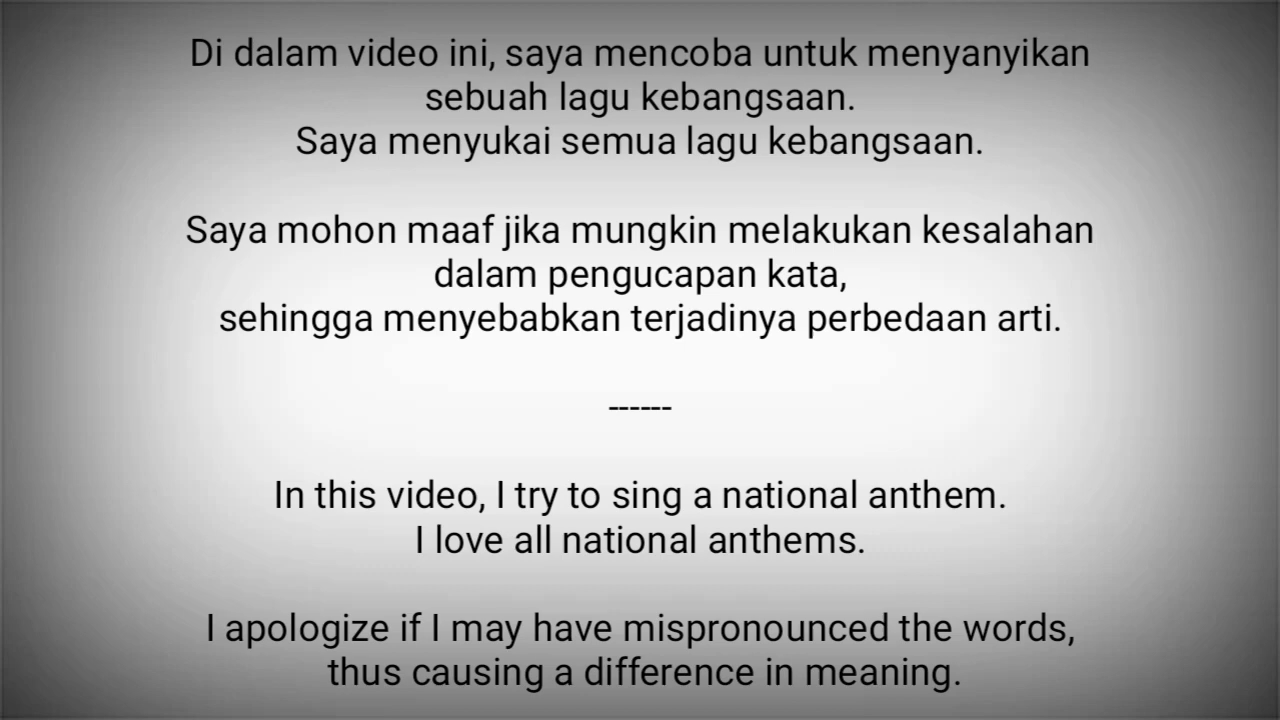 Di dalam video ini, saya mencoba untuk menyanyikan
sebuah lagu kebangsaan.
Saya menyukai semua lagu kebangsaan.
Saya mohon maaf jika mungkin melakukan kesalahan
dalam pengucapan kata,
sehingga menyebabkan terjadinya perbedaan arti.
------
In this video, I try to sing a national anthem.
I love all national anthems.
I apologize if I may have mispronounced the words,
thus causing a difference in meaning.